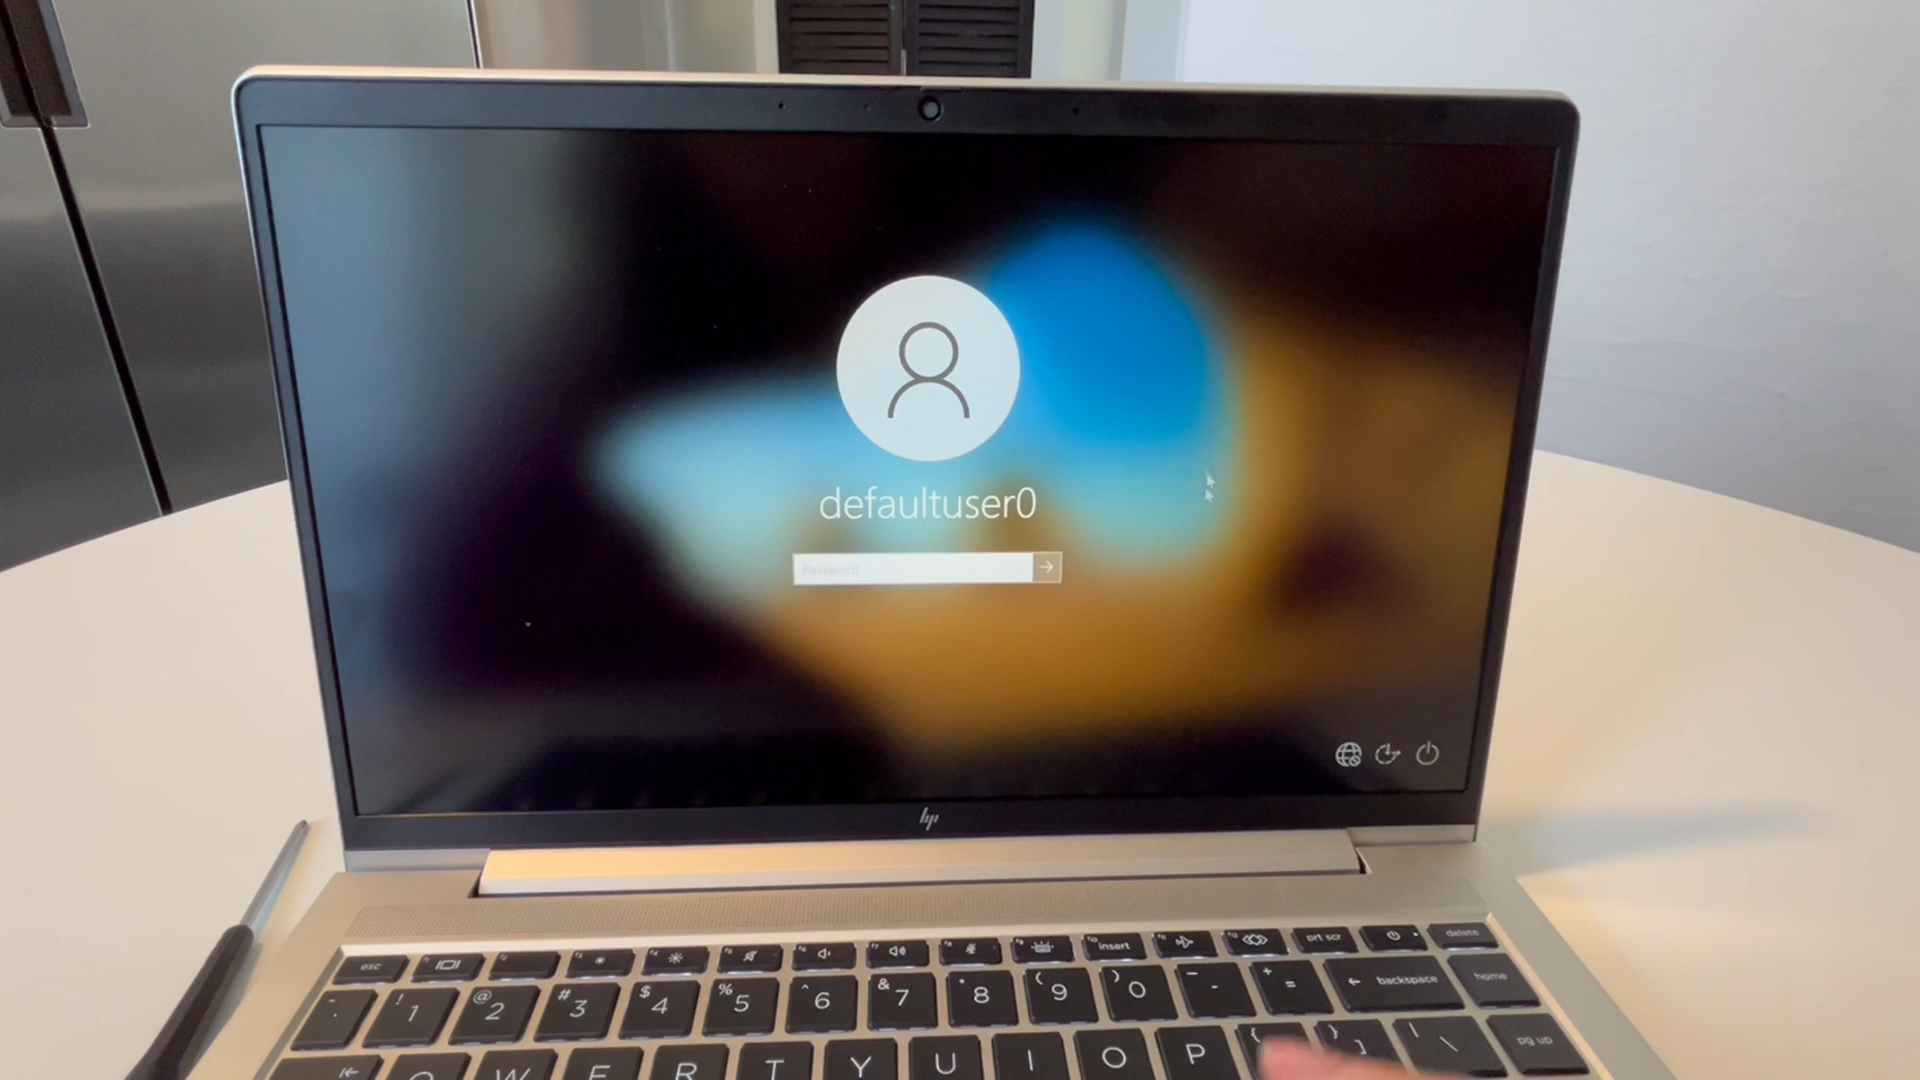 defaultuser0
Password
hp
esc
insert
prt scr
delete
! 1
@ 2
# 3
$ 4
% 5
^ 6
& 7
* 8
( 9
) 0
_ -
+ =
backspace
home
Q W E R T Y U I O P { } ] | \ pg up